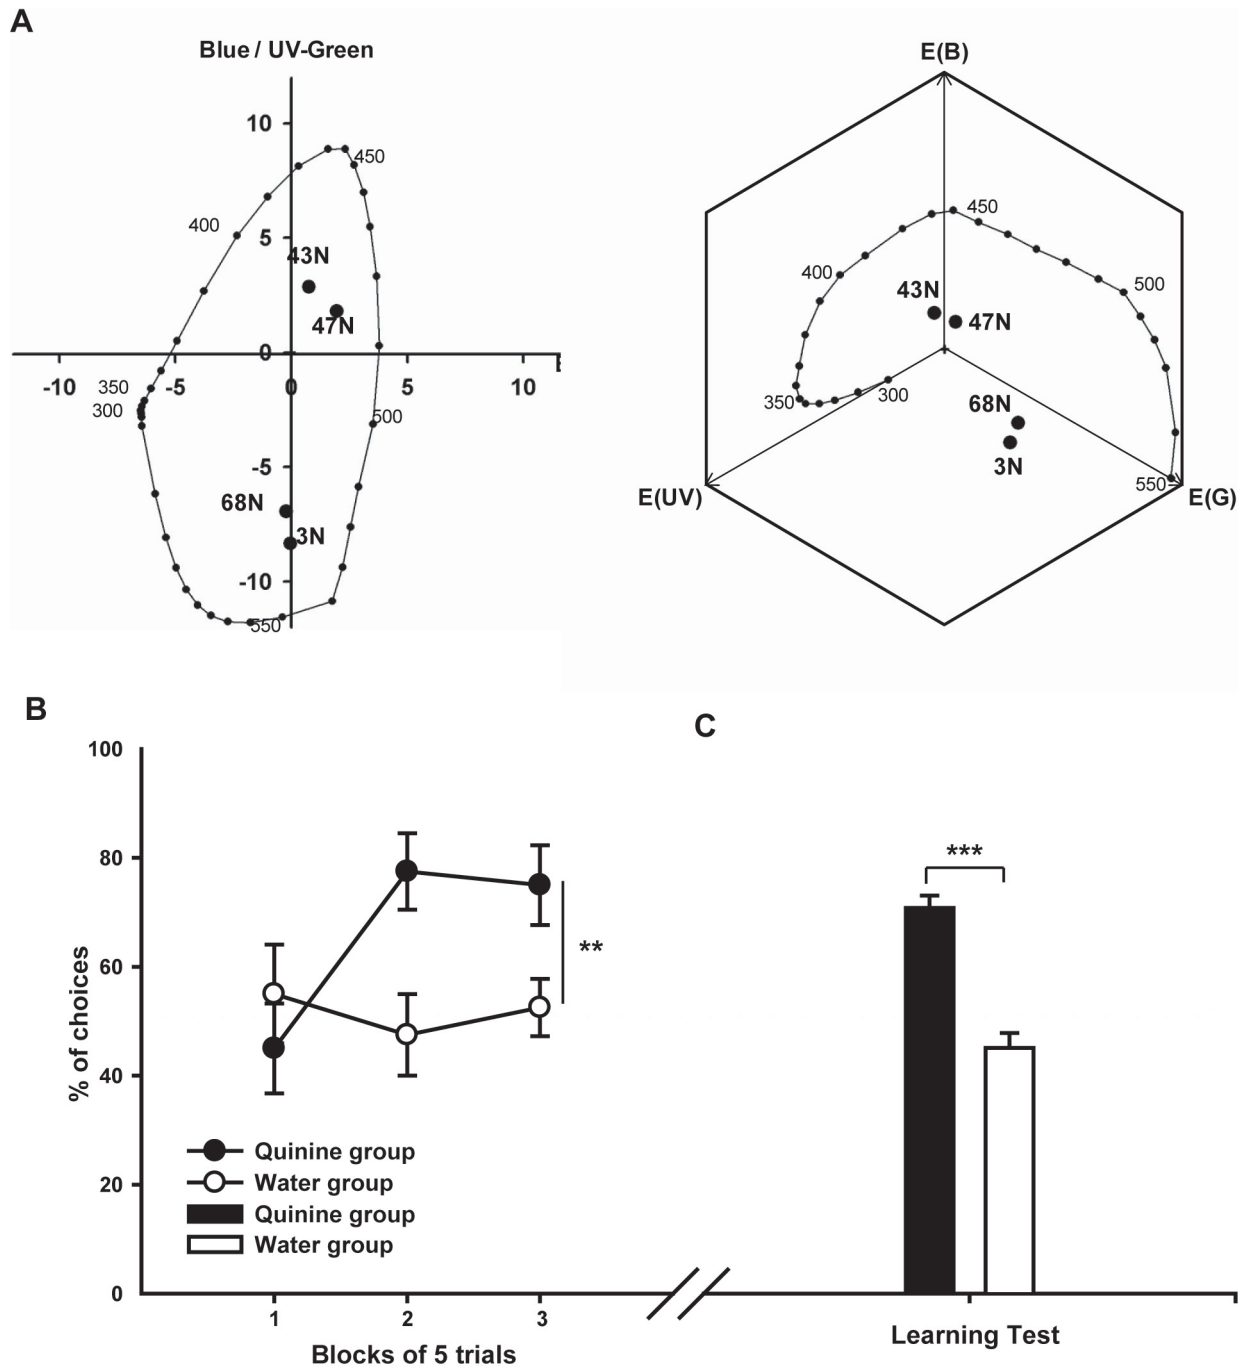 A
Blue / UV-Green
10
5
0
-5
-10
-10
-5
0
5
10
450
400
350
300
500
550
43N
47N
68N
3N
E(B)
E(UV)
E(G)
450
400
350
300
500
550
43N
47N
68N
3N
B
100
80
60
40
20
0
% of choices
**
Quinine group
Water group
Quinine group
Water group
1
2
3
Blocks of 5 trials
C
***
Learning Test